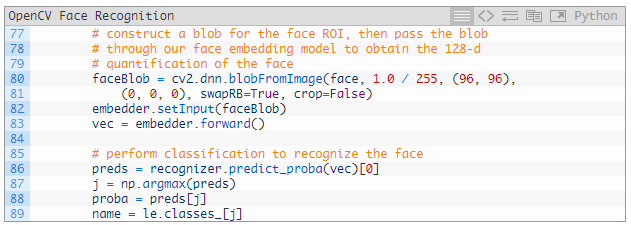 OpenCV Face Recognition
Python
77 # construct a blob for the face ROI, then pass the blob
78 # through our face embedding model to obtain the 128-d
79 # quantification of the face
80 faceBlob = cv2.dnn.blobFromImage(face, 1.0 / 255, (96, 96),
81     (0, 0, 0), swapRB=True, crop=False)
82 embedder.setInput(faceBlob)
83 vec = embedder.forward()
84
85 # perform classification to recognize the face
86 preds = recognizer.predict_proba(vec)[0]
87 j = np.argmax(preds)
88 proba = preds[j]
89 name = le.classes_[j]